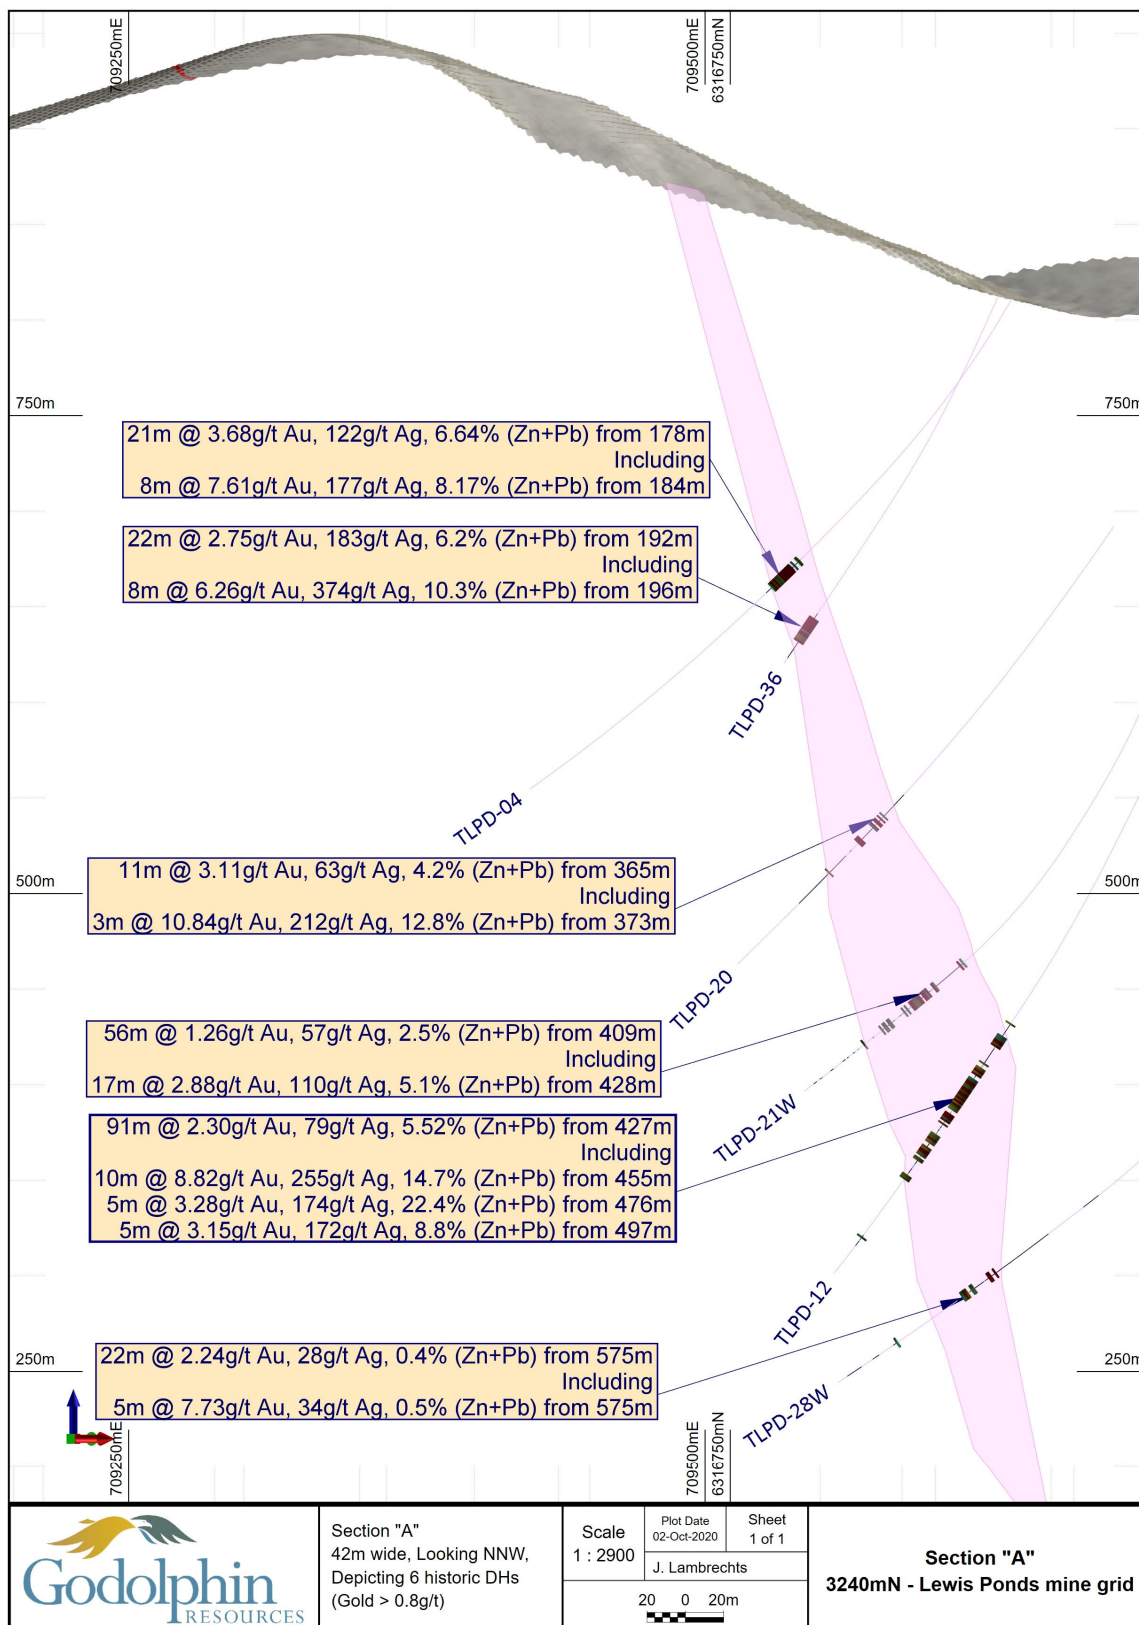 709250mE
709500mE
6316750mN
750m
750m
21m @ 3.68g/t Au, 122g/t Ag, 6.64% (Zn+Pb) from 178m
Including
8m @ 7.61g/t Au, 177g/t Ag, 8.17% (Zn+Pb) from 184m
22m @ 2.75g/t Au, 183g/t Ag, 6.2% (Zn+Pb) from 192m
Including
8m @ 6.26g/t Au, 374g/t Ag, 10.3% (Zn+Pb) from 196m
TLPD-36
TLPD-04
11m @ 3.11g/t Au, 63g/t Ag, 4.2% (Zn+Pb) from 365m
Including
3m @ 10.84g/t Au, 212g/t Ag, 12.8% (Zn+Pb) from 373m
500m
500m
TLPD-20
56m @ 1.26g/t Au, 57g/t Ag, 2.5% (Zn+Pb) from 409m
Including
17m @ 2.88g/t Au, 110g/t Ag, 5.1% (Zn+Pb) from 428m
TLPD-21W
91m @ 2.30g/t Au, 79g/t Ag, 5.52% (Zn+Pb) from 427m
Including
10m @ 8.82g/t Au, 255g/t Ag, 14.7% (Zn+Pb) from 455m
5m @ 3.28g/t Au, 174g/t Ag, 22.4% (Zn+Pb) from 476m
5m @ 3.15g/t Au, 172g/t Ag, 8.8% (Zn+Pb) from 497m
TLPD-12
22m @ 2.24g/t Au, 28g/t Ag, 0.4% (Zn+Pb) from 575m
Including
5m @ 7.73g/t Au, 34g/t Ag, 0.5% (Zn+Pb) from 575m
250m
250m
TLPD-28W
709250mE
709500mE
6316750mN
Godolphin
RESOURCES
Section "A"
42m wide, Looking NNW,
Depicting 6 historic DHs
(Gold > 0.8g/t)
Scale
1 : 2900
Plot Date
02-Oct-2020
Sheet
1 of 1
J. Lambrechts
20 0 20m
Section "A"
3240mN - Lewis Ponds mine grid